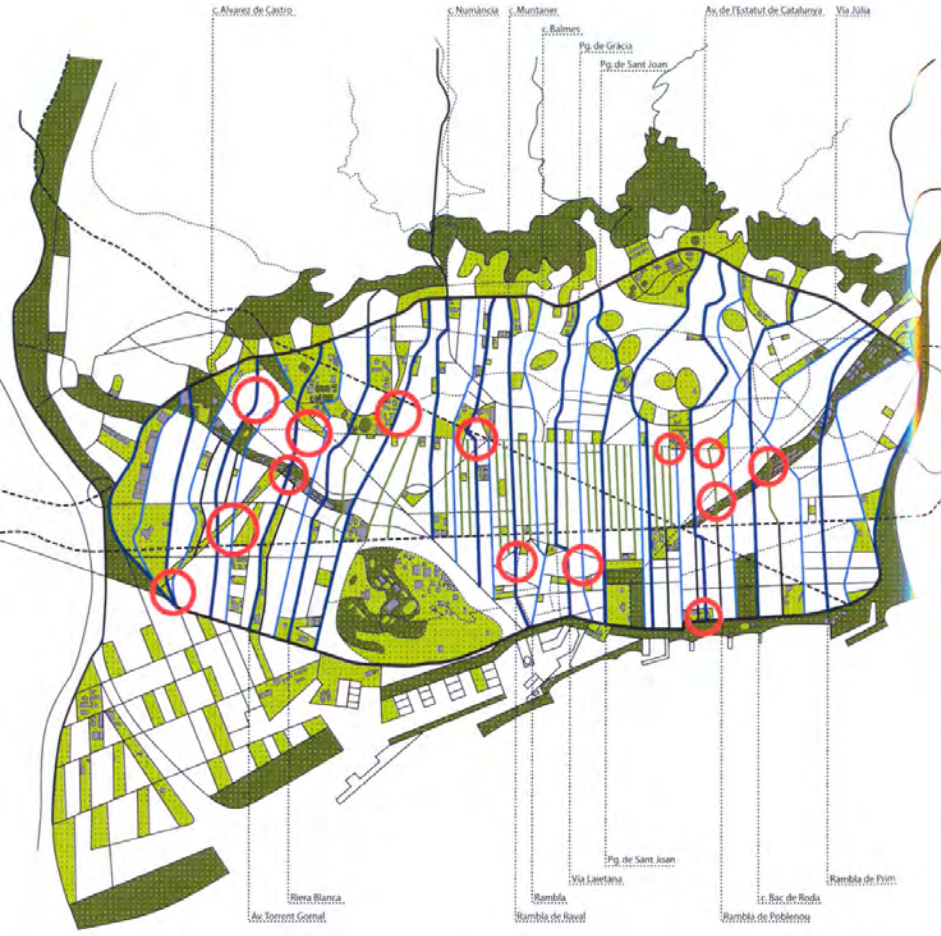 c. Alvarez de Castro
c. Numància
c. Muntaner
Av. de l'Estatut de Catalunya
Via Júlia
c. Balmes
Pg. de Gràcia
Pg. de Sant Joan
Pg. de Sant Joan
Via Laietana
Rambla de Prim
Riera Blanca
Rambla
c. Bac de Roda
Av. Torrent Gornal
Rambla de Raval
Rambla de Poblenou